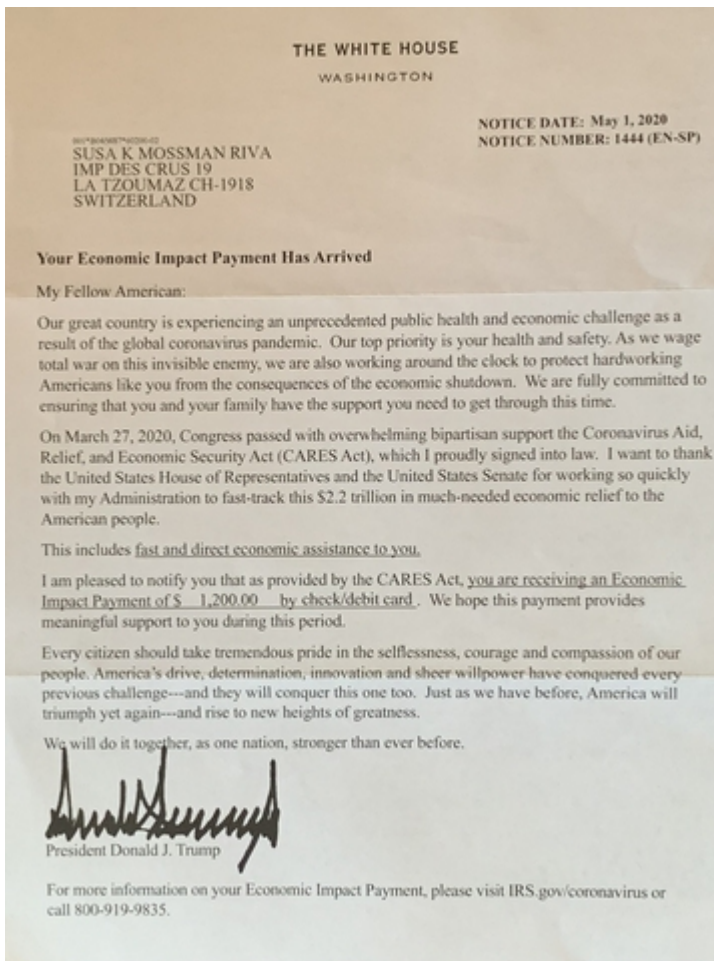 THE WHITE HOUSE
WASHINGTON
NOTICE DATE: May 1, 2020
NOTICE NUMBER: 1444 (EN-SP)
SUSA K MOSSMAN RIVA
IMP DES CRUS 19
LA TZOUMAZ CH-1918
SWITZERLAND
Your Economic Impact Payment Has Arrived
My Fellow American:
Our great country is experiencing an unprecedented public health and economic challenge as a
result of the global coronavirus pandemic. Our top priority is your health and safety. As we wage
total war on this invisible enemy, we are also working around the clock to protect hardworking
Americans like you from the consequences of the economic shutdown. We are fully committed to
ensuring that you and your family have the support you need to get through this time.
On March 27, 2020, Congress passed with overwhelming bipartisan support the Coronavirus Aid,
Relief, and Economic Security Act (CARES Act), which I proudly signed into law. I want to thank
the United States House of Representatives and the United States Senate for working so quickly
with my Administration to fast-track this $2.2 trillion in much-needed economic relief to the
American people.
This includes fast and direct economic assistance to you.
I am pleased to notify you that as provided by the CARES Act, you are receiving an Economic
Impact Payment of $ 1,200.00 by check/debit card . We hope this payment provides
meaningful support to you during this period.
Every citizen should take tremendous pride in the selflessness, courage and compassion of our
people. America's drive, determination, innovation and sheer willpower have conquered every
previous challenge---and they will conquer this one too. Just as we have before, America will
triumph yet again---and rise to new heights of greatness.
We will do it together, as one nation, stronger than ever before.
President Donald J. Trump
For more information on your Economic Impact Payment, please visit IRS.gov/coronavirus or
call 800-919-9835.